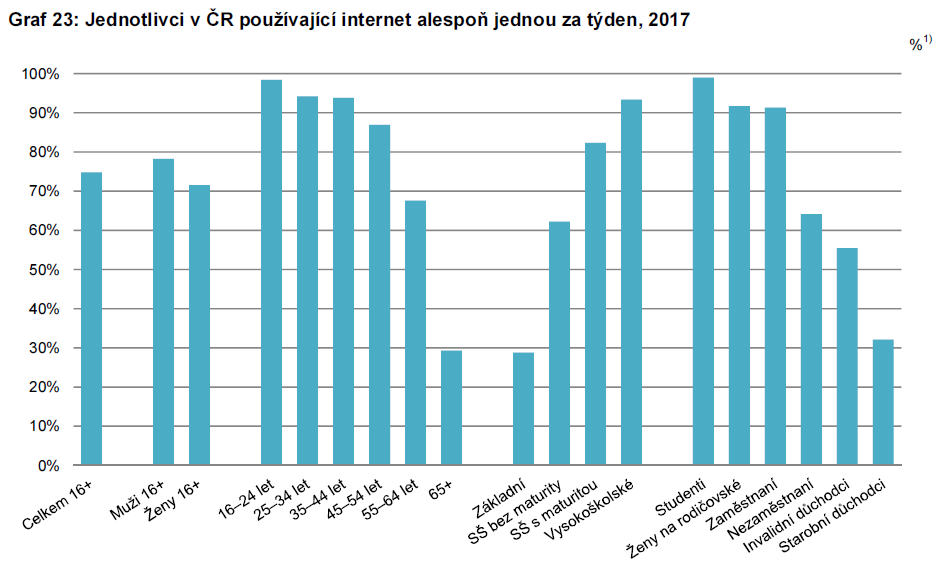 Graf 23: Jednotlivci v ČR používající internet alespoň jednou za týden, 2017
%1)
100%
90%
80%
70%
60%
50%
40%
30%
20%
10%
0%
Celkem 16+
Muži 16+
Ženy 16+
16–24 let
25–34 let
35–44 let
45–54 let
55–64 let
65+
Základní
SŠ bez maturity
SŠ s maturitou
Vysokoškolské
Studenti
Ženy na rodičovské
Zaměstnaní
Nezaměstnaní
Invalidní důchodci
Starobní důchodci